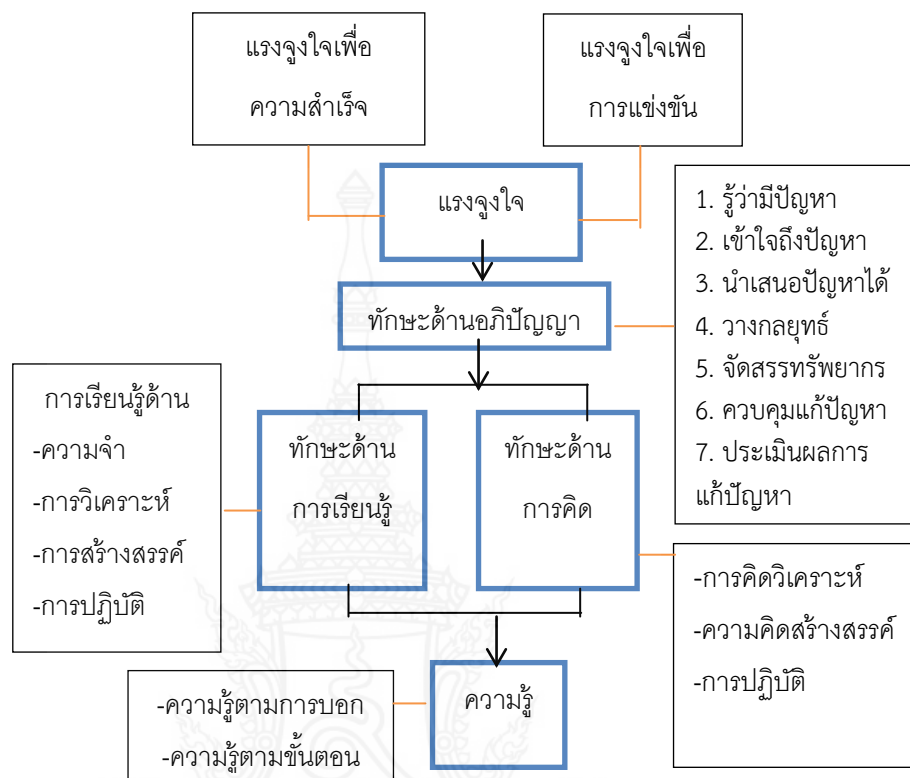 แรงจูงใจเพื่อ
ความสำเร็จ
แรงจูงใจเพื่อ
การแข่งขัน
แรงจูงใจ
ทักษะด้านอภิปัญญา
1. รู้ว่ามีปัญหา
2. เข้าใจถึงปัญหา
3. นำเสนอปัญหาได้
4. วางกลยุทธ์
5. จัดสรรทรัพยากร
6. ควบคุมแก้ปัญหา
7. ประเมินผลการ
แก้ปัญหา
การเรียนรู้ด้าน
-ความจำ
-การวิเคราะห์
-การสร้างสรรค์
-การปฏิบัติ
ทักษะด้าน
การเรียนรู้
ทักษะด้าน
การคิด
-การคิดวิเคราะห์
-ความคิดสร้างสรรค์
-การปฏิบัติ
ความรู้
-ความรู้ตามการบอก
-ความรู้ตามขั้นตอน